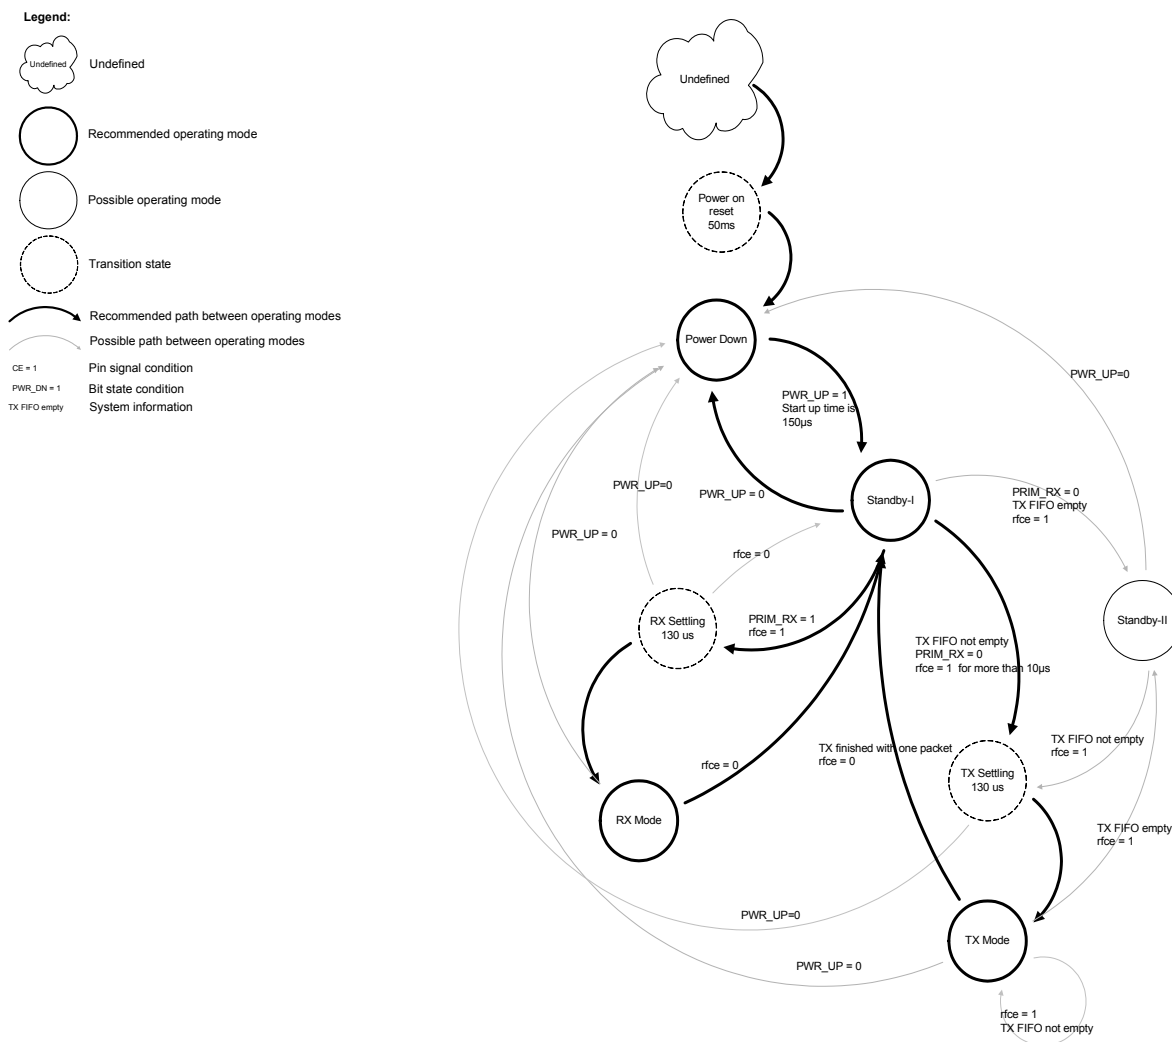 Legend:
Undefined
Undefined
Recommended operating mode
Possible operating mode
Transition state
Recommended path between operating modes
Possible path between operating modes
CE = 1
Pin signal condition
PWR_DN = 1
Bit state condition
TX FIFO empty
System information
Undefined
Power on
reset
50ms
Power Down
PWR_UP=0
PWR_UP = 1
Start up time is
150µs
PWR_UP=0
PWR_UP = 0
Standby-I
PRIM_RX = 0
TX FIFO empty
rfce = 1
PWR_UP = 0
rfce = 0
RX Settling
130 us
PRIM_RX = 1
rfce = 1
Standby-II
TX FIFO not empty
PRIM_RX = 0
rfce = 1 for more than 10µs
TX FIFO not empty
rfce = 1
TX finished with one packet
rfce = 0
rfce = 0
TX Settling
130 us
RX Mode
TX FIFO empty
rfce = 1
PWR_UP=0
TX Mode
PWR_UP = 0
rfce = 1
TX FIFO not empty